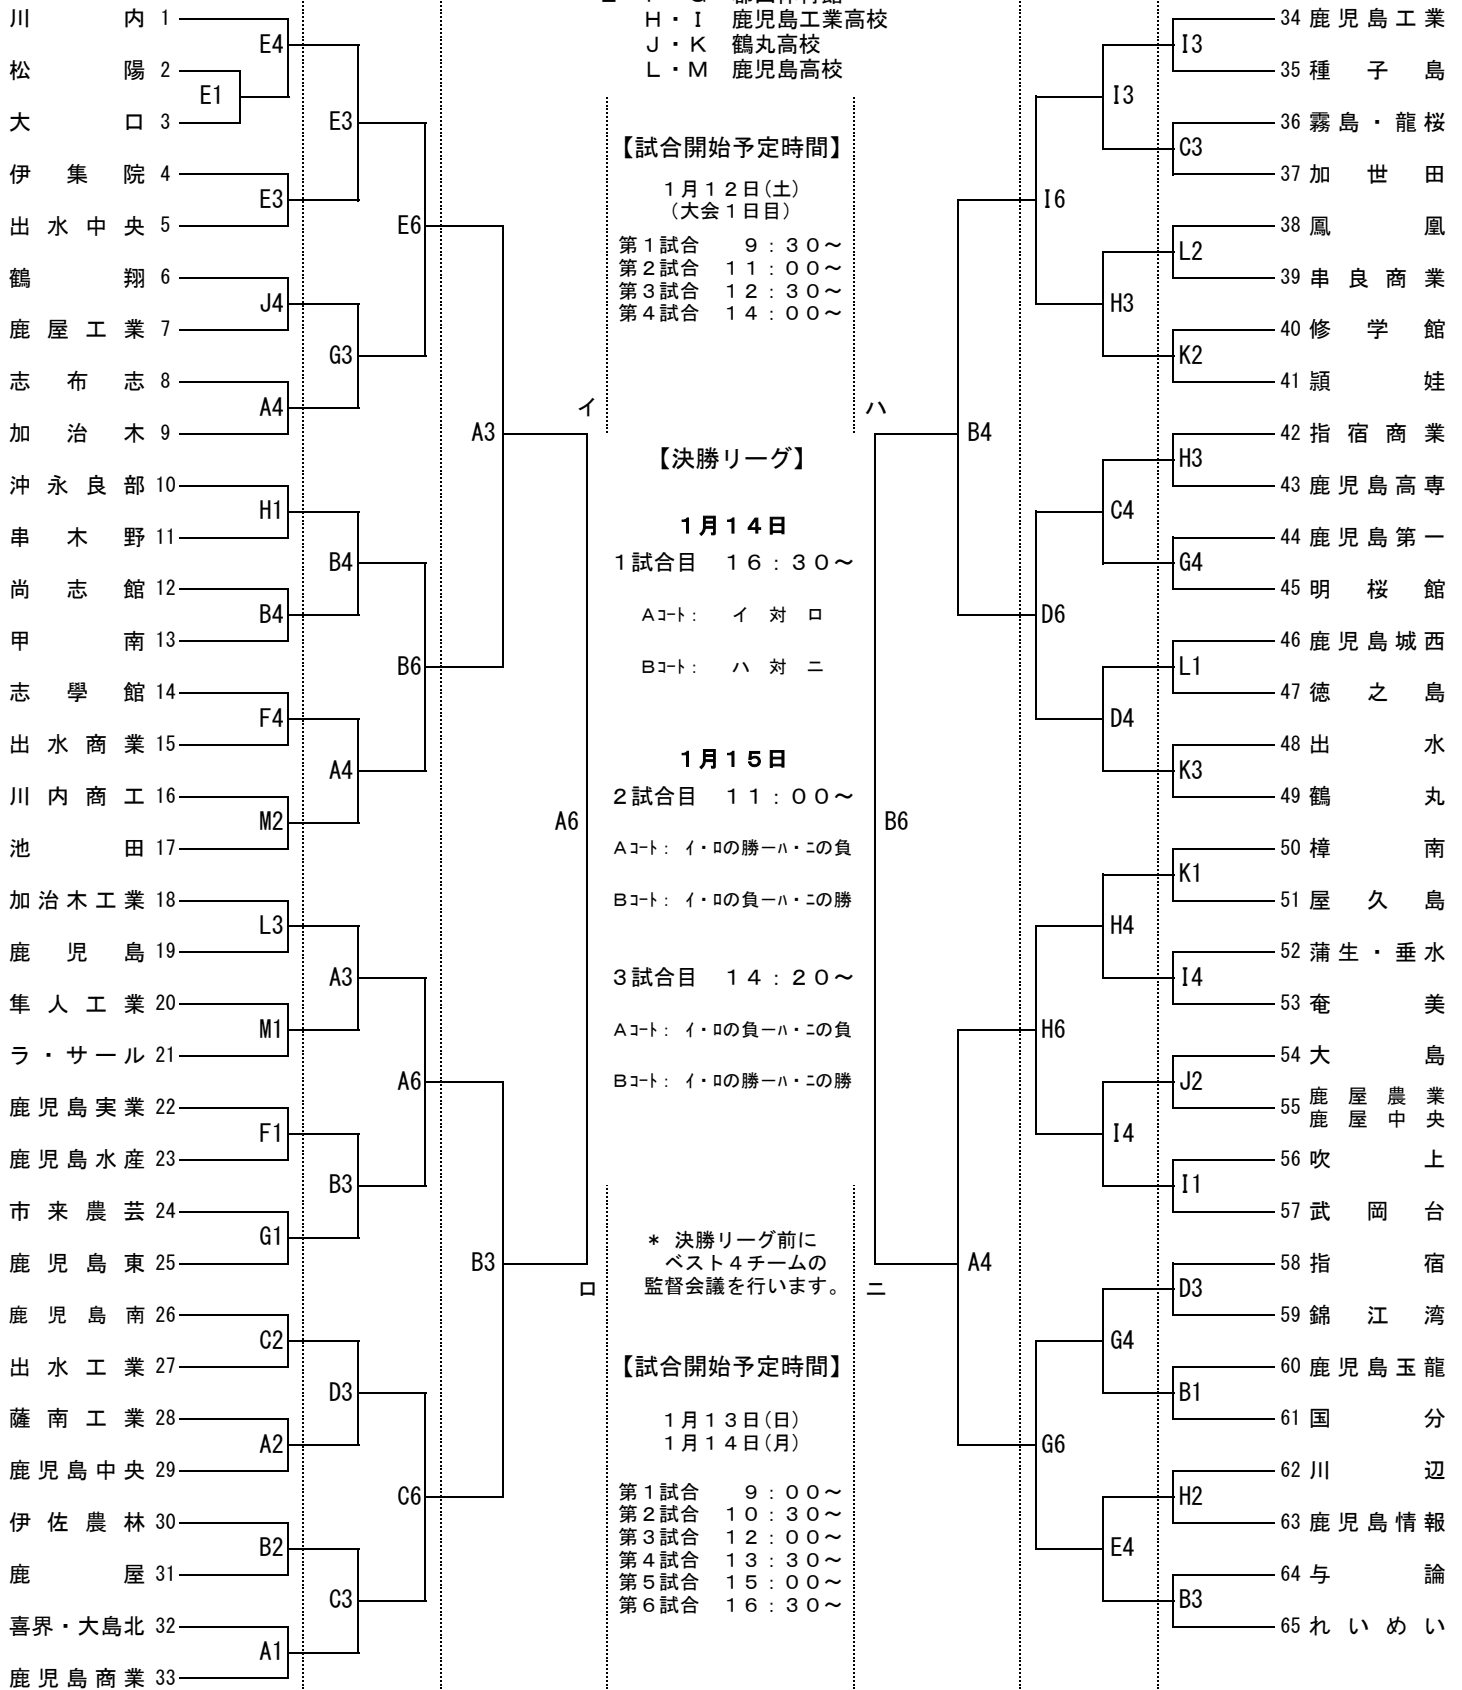 H・I 鹿児島工業高校
J・K 鶴丸高校
L・M 鹿児島高校
川内 1
松陽 2
大口 3
伊集院 4
出水中央 5
鶴翔 6
鹿屋工業 7
志布志 8
加治木 9
沖永良部 10
串木野 11
尚志館 12
甲南 13
志學館 14
出水商業 15
川内商工 16
池田 17
加治木工業 18
鹿児島 19
隼人工業 20
ラ・サール 21
鹿児島実業 22
鹿児島水産 23
市来農芸 24
鹿児島東 25
鹿児島南 26
出水工業 27
薩南工業 28
鹿児島中央 29
伊佐農林 30
鹿屋 31
喜界・大島北 32
鹿児島商業 33
E1
E4
E3
J4
A4
H1
B4
F4
M2
L3
M1
F1
G1
C2
A2
B2
A1
E3
G3
B4
A4
A3
B3
D3
C3
E6
B6
A6
C6
A3
B3
A6
イ
ロ
【試合開始予定時間】
1月12日(土)
(大会1日目)
第1試合 9:30～
第2試合 11:00～
第3試合 12:30～
第4試合 14:00～
【決勝リーグ】
1月14日
1試合目 16:30～
Aコート: イ 対 ロ
Bコート: ハ 対 ニ
1月15日
2試合目 11:00～
Aコート: イ・ロの勝ーハ・ニの負
Bコート: イ・ロの負ーハ・ニの勝
3試合目 14:20～
Aコート: イ・ロの負ーハ・ニの負
Bコート: イ・ロの勝ーハ・ニの勝
* 決勝リーグ前に
ベスト4チームの
監督会議を行います。
【試合開始予定時間】
1月13日(日)
1月14日(月)
第1試合 9:00～
第2試合 10:30～
第3試合 12:00～
第4試合 13:30～
第5試合 15:00～
第6試合 16:30～
ハ
ニ
B6
B4
A4
I6
D6
H6
G6
I3
H3
C4
D4
H4
I4
G4
E4
I3
C3
L2
K2
H3
G4
L1
K3
K1
I4
J2
I1
D3
B1
H2
B3
34 鹿児島工業
35 種子島
36 霧島・龍桜
37 加世田
38 鳳凰
39 串良商業
40 修学館
41 頴娃
42 指宿商業
43 鹿児島高専
44 鹿児島第一
45 明桜館
46 鹿児島城西
47 徳之島
48 出水
49 鶴丸
50 樟南
51 屋久島
52 蒲生・垂水
53 奄美
54 大島
55 鹿屋農業
鹿屋中央
56 吹上
57 武岡台
58 指宿
59 錦江湾
60 鹿児島玉龍
61 国分
62 川辺
63 鹿児島情報
64 与論
65 れいめい